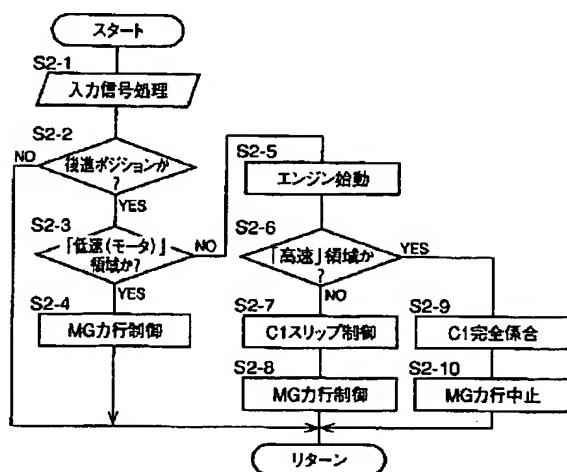 スタート
S2-1
入力信号処理
S2-2
NO
後進ポジションか
?
YES
S2-3
「低速(モータ)」
領域か?
NO
YES
S2-4
MG力行制御
S2-5
エンジン始動
S2-6
「高速」領域か
?
YES
NO
S2-7
C1スリップ制御
S2-8
MG力行制御
S2-9
C1完全係合
S2-10
MG力行中止
リターン